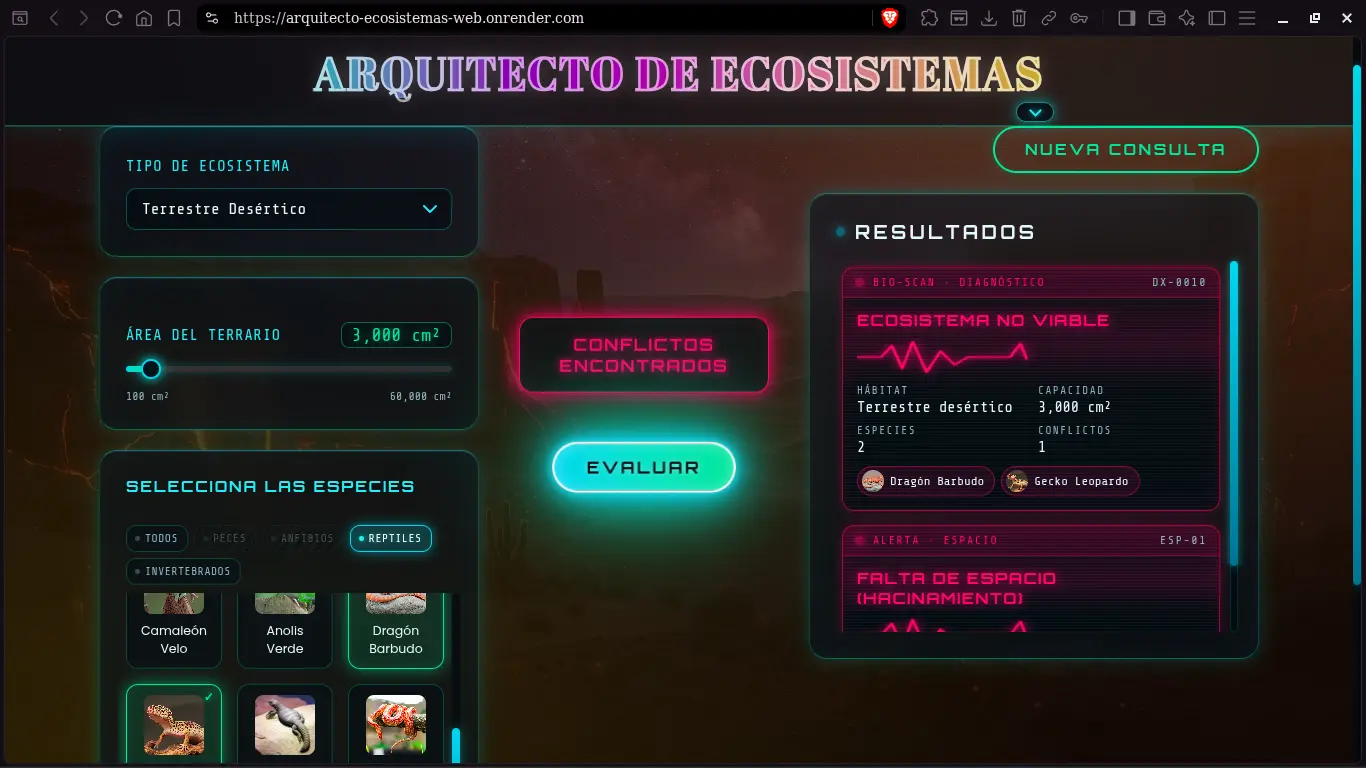 https://arquitecto-ecosistemas-web.onrender.com
ARQUITECTO DE ECOSISTEMAS
TIPO DE ECOSISTEMA
Terrestre Desértico
ÁREA DEL TERRARIO
3,000 cm²
100 cm²
60,000 cm²
SELECCIONA LAS ESPECIES
TODOS
PECES
ANFIBIOS
REPTILES
INVERTEBRADOS
Camaleón
Velo
Anolis
Verde
Dragón
Barbudo
CONFLICTOS
ENCONTRADOS
EVALUAR
NUEVA CONSULTA
RESULTADOS
BIO-SCAN · DIAGNÓSTICO
DX-0010
ECOSISTEMA NO VIABLE
HÁBITAT
Terrestre desértico
CAPACIDAD
3,000 cm²
ESPECIES
2
CONFLICTOS
1
Dragón Barbudo
Gecko Leopardo
ALERTA · ESPACIO
ESP-01
FALTA DE ESPACIO
(HACINAMIENTO)